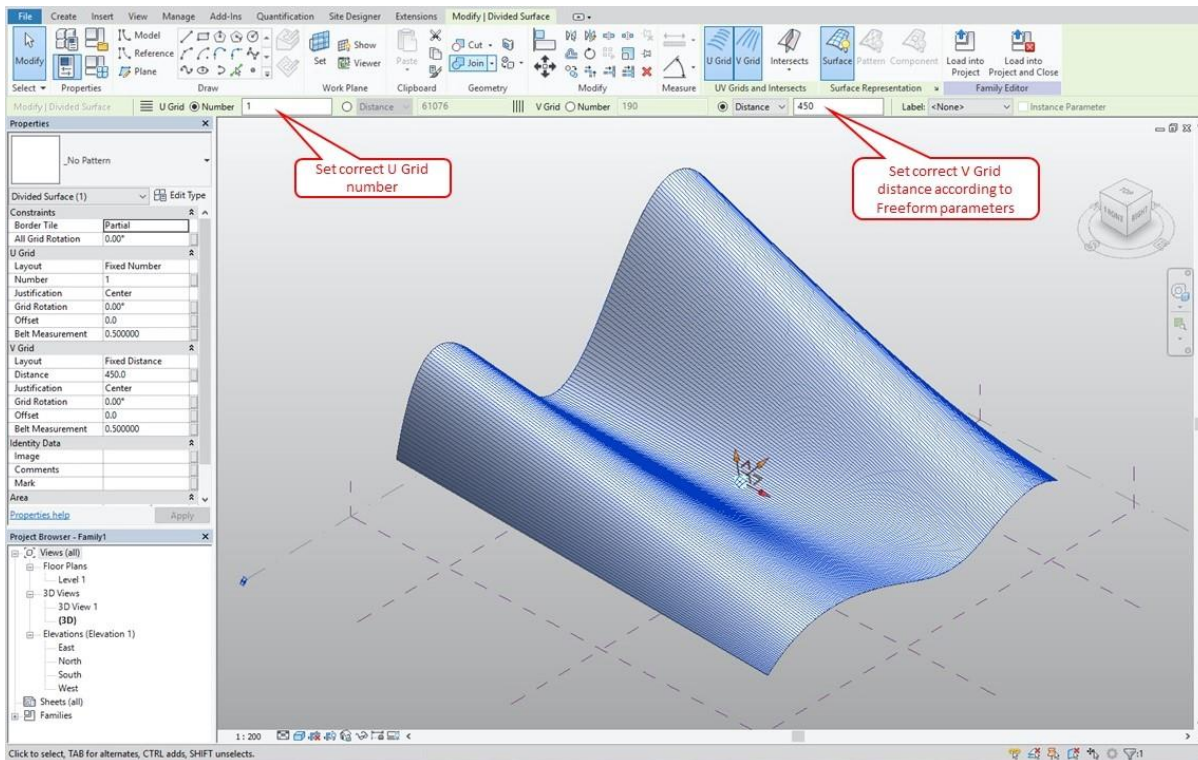 File Create Insert View Manage Add-Ins Quantification Site Designer Extensions Modify | Divided Surface
Modify
Model
Reference
Plane
Set
Show
Viewer
Paste
Cut
Join
U Grid V Grid Intersects
Surface Pattern Component
Load into Project
Load into Project and Close
Select Properties Draw Work Plane Clipboard Geometry Modify Measure UV Grids and Intersects Surface Representation Family Editor
Modify | Divided Surface U Grid Number 1 Distance 61076 V Grid Number 190 Distance 450 Label: <None> Instance Parameter
Set correct U Grid
number
Set correct V Grid
distance according to
Freeform parameters
TOP
FRONT RIGHT
Properties
_No Pattern
Divided Surface (1) Edit Type
Constraints
Border Tile Partial
All Grid Rotation 0.00°
U Grid
Layout Fixed Number
Number 1
Justification Center
Grid Rotation 0.00°
Offset 0.0
Belt Measurement 0.500000
V Grid
Layout Fixed Distance
Distance 450.0
Justification Center
Grid Rotation 0.00°
Offset 0.0
Belt Measurement 0.500000
Identity Data
Image
Comments
Mark
Area
Properties help Apply
Project Browser - Family1
Views (all)
Floor Plans
Level 1
3D Views
3D View 1
(3D)
Elevations (Elevation 1)
East
North
South
West
Sheets (all)
Families
1 : 200
Click to select, TAB for alternates, CTRL adds, SHIFT unselects.
:1